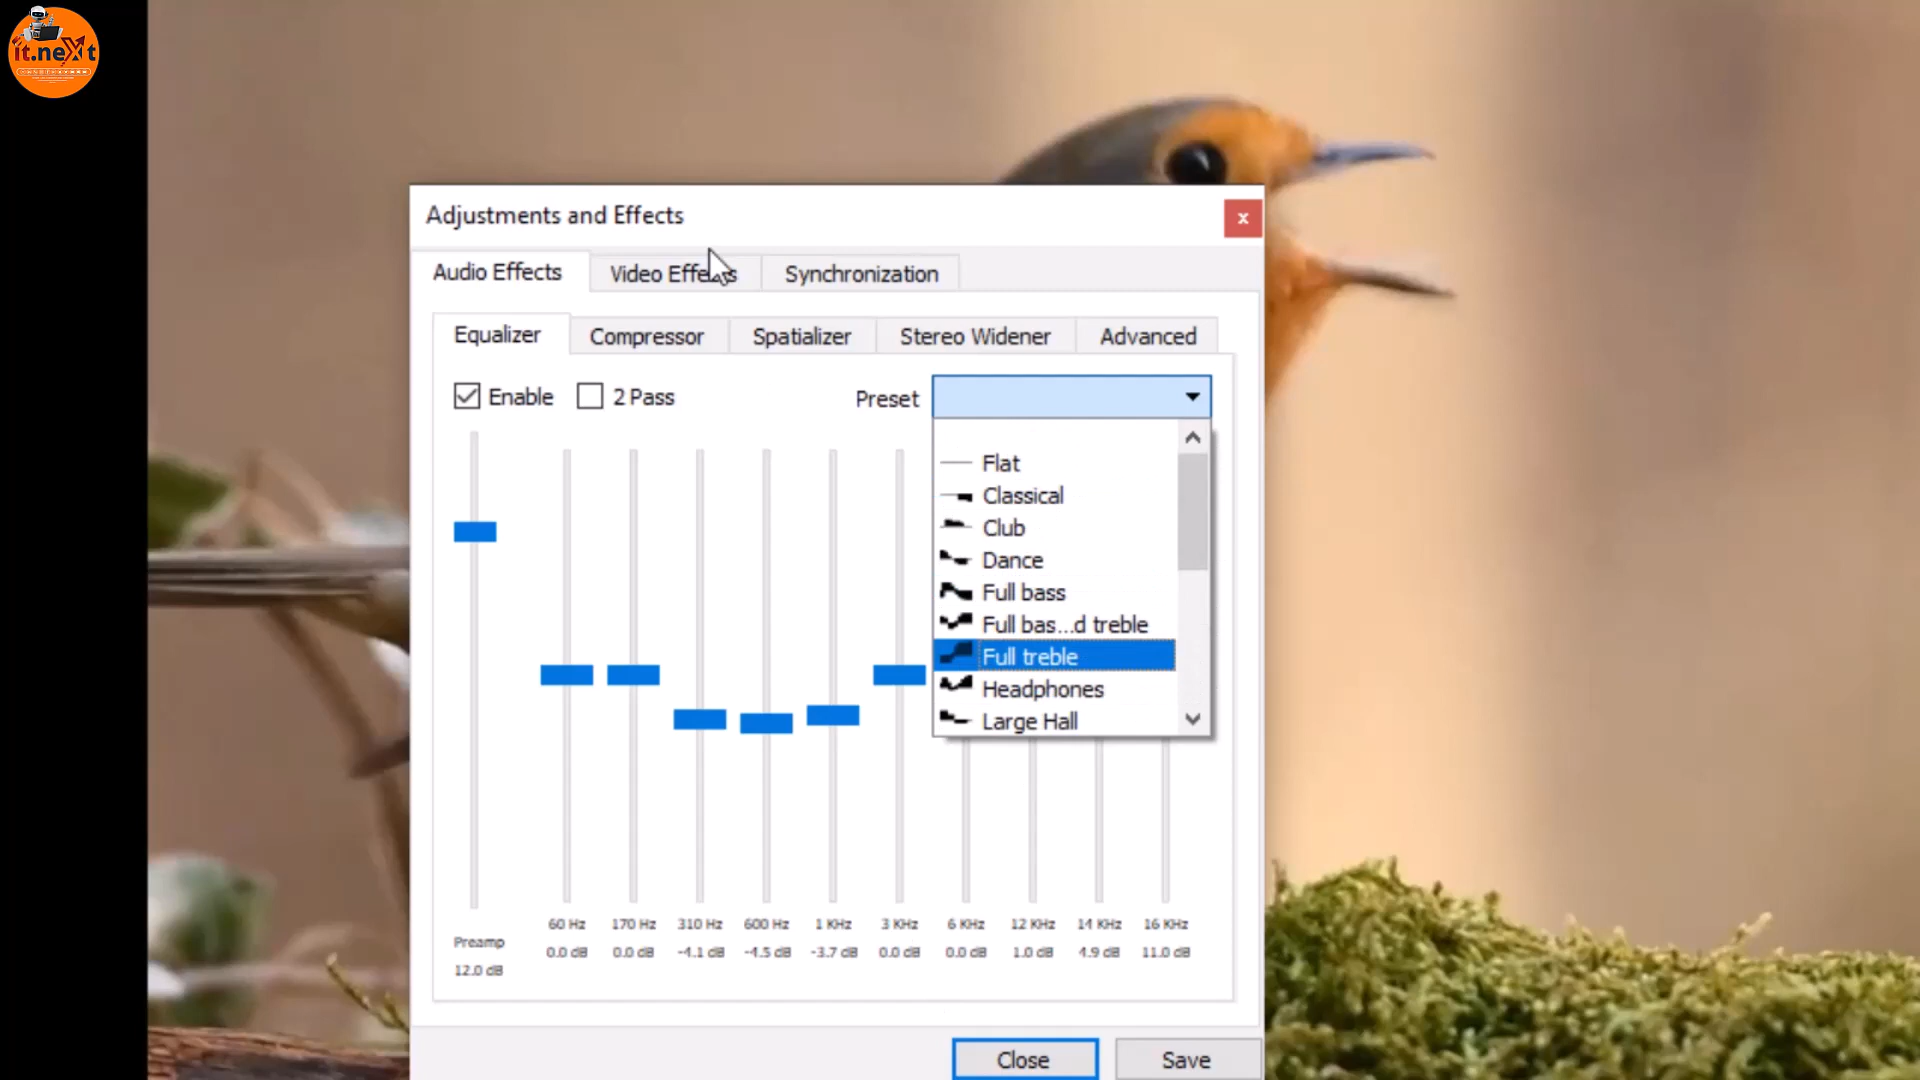 it.neXt
Adjustments and Effects
x
Audio Effects
Video Effects
Synchronization
Equalizer
Compressor
Spatializer
Stereo Widener
Advanced
Enable
2 Pass
Preset
Flat
Classical
Club
Dance
Full bass
Full bas...d treble
Full treble
Headphones
Large Hall
60 Hz 170 Hz 310 Hz 600 Hz 1 KHz 3 KHz 6 KHz 12 KHz 14 KHz 16 KHz
Preamp
0.0 dB 0.0 dB -4.1 dB -4.5 dB -3.7 dB 0.0 dB 0.0 dB 1.0 dB 4.9 dB 11.0 dB
12.0 dB
Close
Save